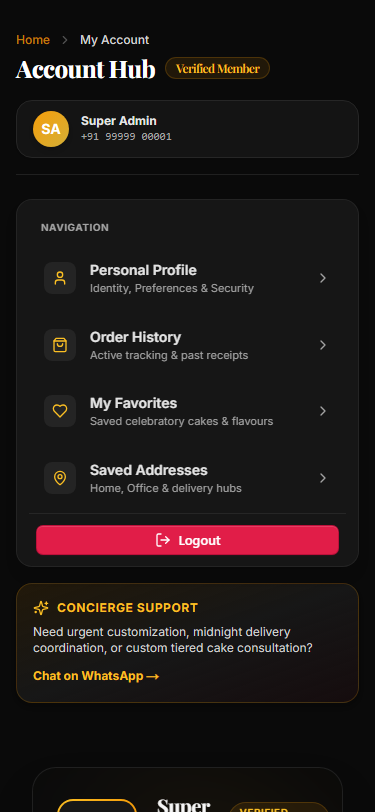 Home > My Account
Account Hub Verified Member
SA Super Admin
+91 99999 00001
NAVIGATION
Personal Profile
Identity, Preferences & Security
Order History
Active tracking & past receipts
My Favorites
Saved celebratory cakes & flavours
Saved Addresses
Home, Office & delivery hubs
Logout
CONCIERGE SUPPORT
Need urgent customization, midnight delivery
coordination, or custom tiered cake consultation?
Chat on WhatsApp →
Super
VERIFIED